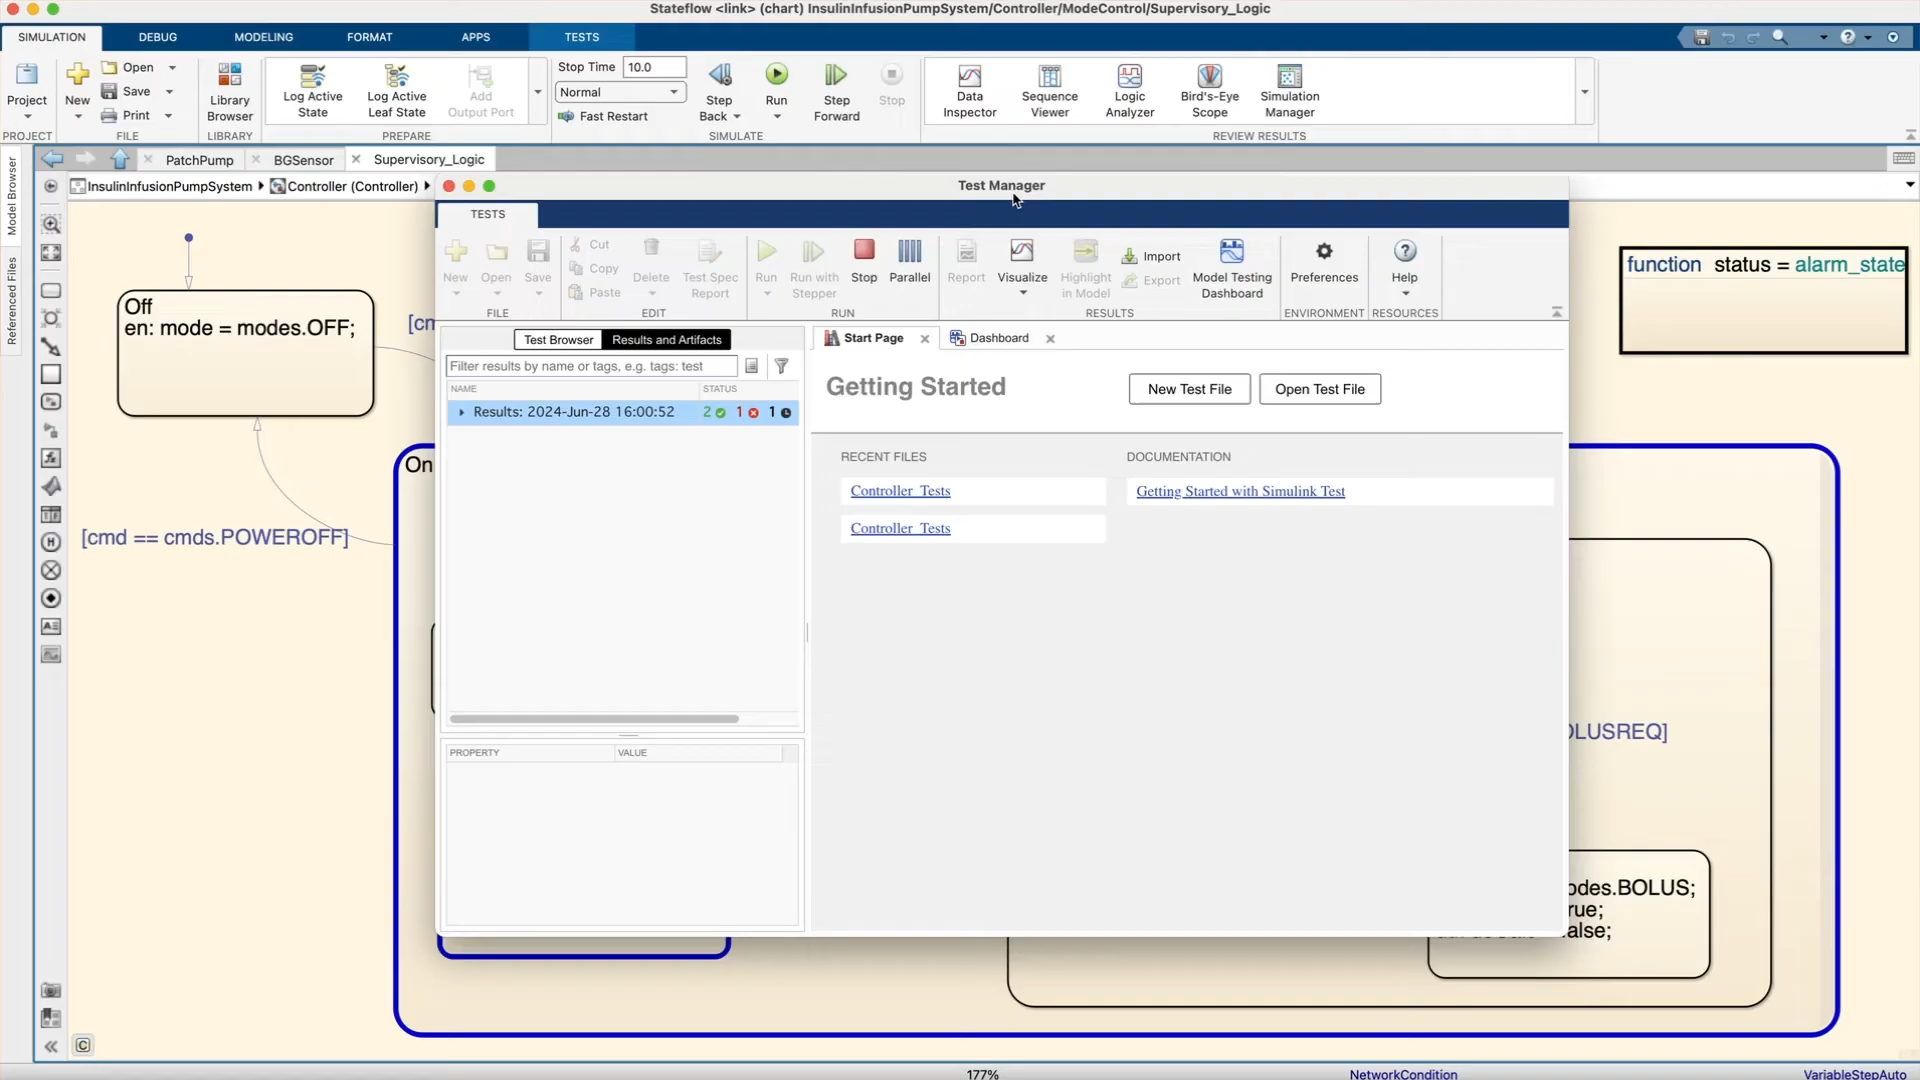 Stateflow <link> (chart) InsulinInfusionPumpSystem/Controller/ModeControl/Supervisory_Logic
SIMULATION DEBUG MODELING FORMAT APPS TESTS
Project New Open Save Print Library Browser Log Active State Log Active Leaf State Add Output Port Stop Time 10.0 Normal Fast Restart Step Back Run Step Forward Stop Data Inspector Sequence Viewer Logic Analyzer Bird's-Eye Scope Simulation Manager
PROJECT FILE LIBRARY PREPARE SIMULATE REVIEW RESULTS
PatchPump BGSensor Supervisory_Logic
InsulinInfusionPumpSystem Controller (Controller)
Model Browser
Referenced Files
Off
en: mode = modes.OFF;
[cm
On
[cmd == cmds.POWEROFF]
function status = alarm_state
OLUSREQ]
odes.BOLUS;
rue;
alse;
Test Manager
TESTS
New Open Save Cut Copy Paste Delete Test Spec Report Run Run with Stepper Stop Parallel Report Visualize Highlight in Model Import Export Model Testing Dashboard Preferences Help
FILE EDIT RUN RESULTS ENVIRONMENT RESOURCES
Test Browser Results and Artifacts
Filter results by name or tags, e.g. tags: test
NAME STATUS
Results: 2024-Jun-28 16:00:52 2 1 1
PROPERTY VALUE
Start Page Dashboard
Getting Started New Test File Open Test File
RECENT FILES DOCUMENTATION
Controller_Tests Getting Started with Simulink Test
Controller_Tests
177% NetworkCondition VariableStepAuto